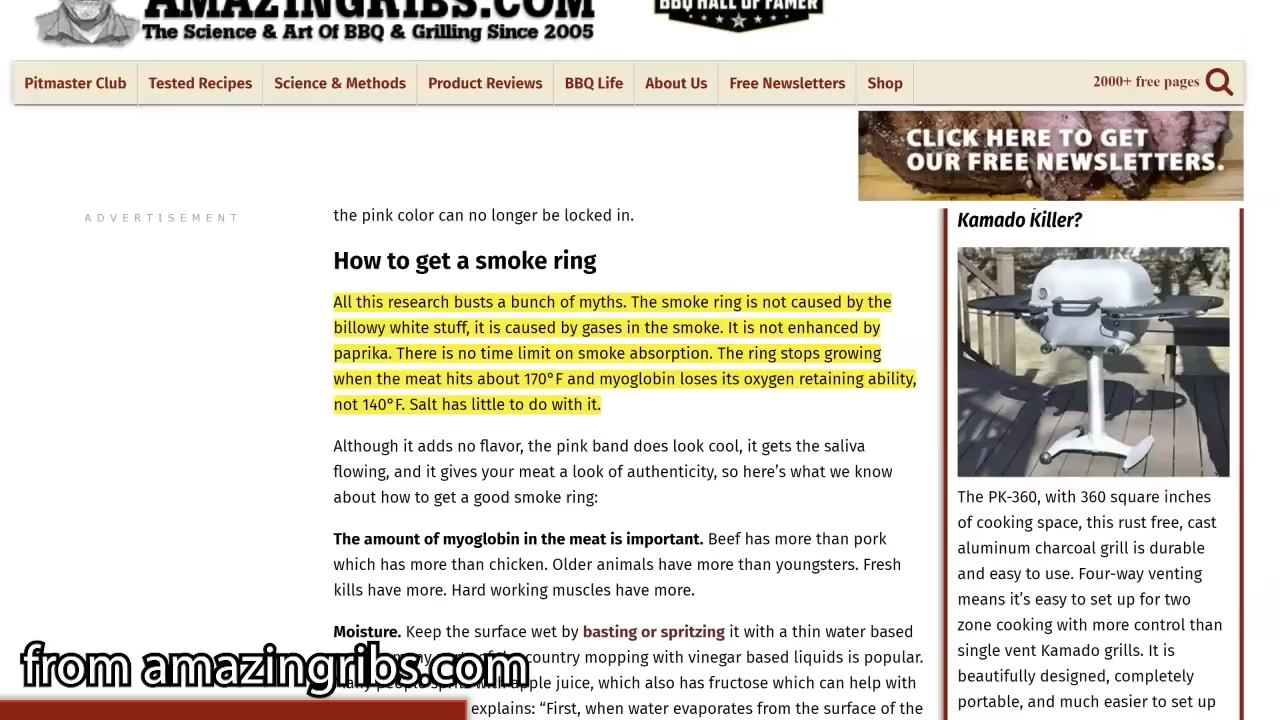 AMAZINGRIBS.COM
The Science & Art Of BBQ & Grilling Since 2005
BBQ HALL OF FAMER
Pitmaster Club
Tested Recipes
Science & Methods
Product Reviews
BBQ Life
About Us
Free Newsletters
Shop
2000+ free pages
CLICK HERE TO GET
OUR FREE NEWSLETTERS.
ADVERTISEMENT
the pink color can no longer be locked in.
How to get a smoke ring
All this research busts a bunch of myths. The smoke ring is not caused by the
billowy white stuff, it is caused by gases in the smoke. It is not enhanced by
paprika. There is no time limit on smoke absorption. The ring stops growing
when the meat hits about 170°F and myoglobin loses its oxygen retaining ability,
not 140°F. Salt has little to do with it.
Although it adds no flavor, the pink band does look cool, it gets the saliva
flowing, and it gives your meat a look of authenticity, so here’s what we know
about how to get a good smoke ring:
The amount of myoglobin in the meat is important. Beef has more than pork
which has more than chicken. Older animals have more than youngsters. Fresh
kills have more. Hard working muscles have more.
Moisture. Keep the surface wet by basting or spritzing it with a thin water based
country mopping with vinegar based liquids is popular.
apple juice, which also has fructose which can help with
explains: “First, when water evaporates from the surface of the
Kamado Killer?
The PK-360, with 360 square inches
of cooking space, this rust free, cast
aluminum charcoal grill is durable
and easy to use. Four-way venting
means it’s easy to set up for two
zone cooking with more control than
single vent Kamado grills. It is
beautifully designed, completely
portable, and much easier to set up
from amazingribs.com